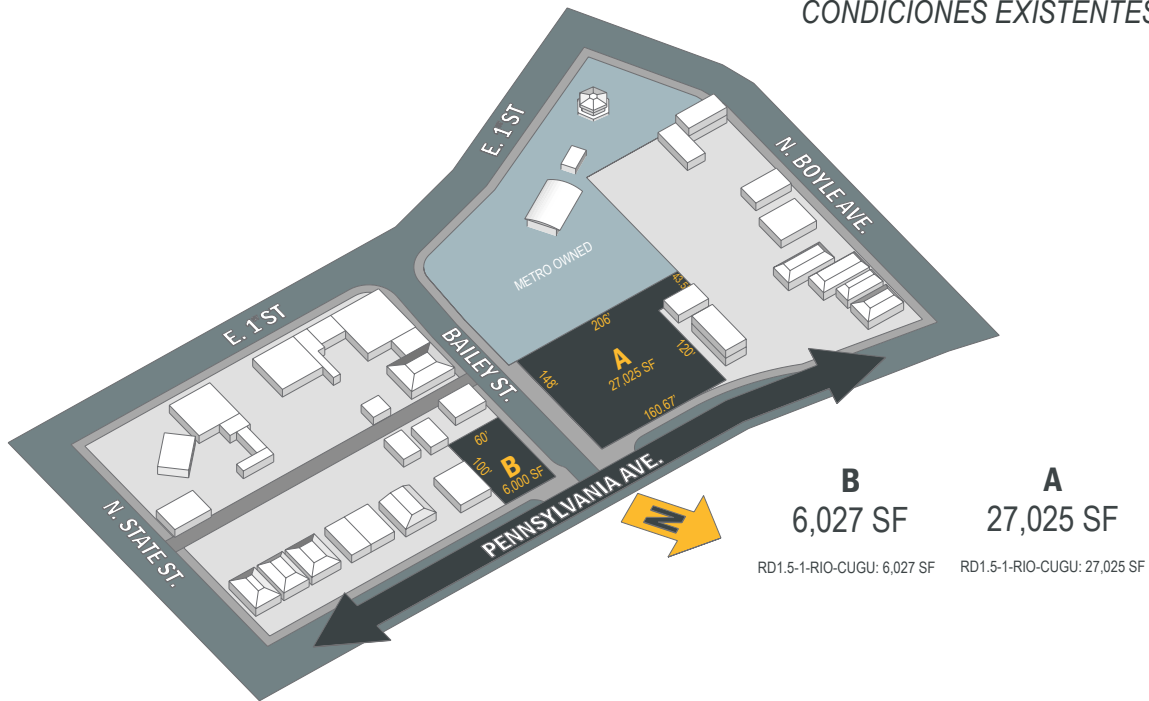 CONDICIONES EXISTENTES
E. 1 ST
N. BOYLE AVE.
METRO OWNED
43.5'
206'
E. 1 ST
BAILEY ST.
A
27,025 SF
120'
148'
160.67'
60'
100'
B
6,000 SF
PENNSYLVANIA AVE.
N. STATE ST.
N
B
6,027 SF
RD1.5-1-RIO-CUGU: 6,027 SF
A
27,025 SF
RD1.5-1-RIO-CUGU: 27,025 SF